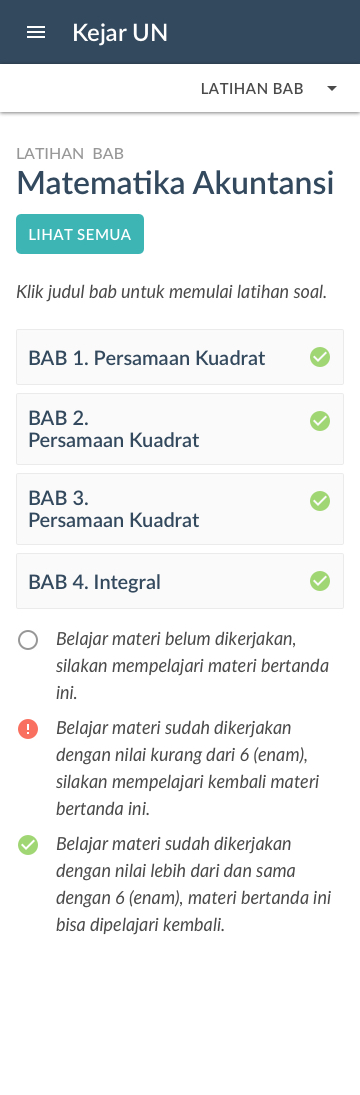 Kejar UN
LATIHAN BAB
LATIHAN BAB
Matematika Akuntansi
LIHAT SEMUA
Klik judul bab untuk memulai latihan soal.
BAB 1. Persamaan Kuadrat
BAB 2.
Persamaan Kuadrat
BAB 3.
Persamaan Kuadrat
BAB 4. Integral
Belajar materi belum dikerjakan,
silakan mempelajari materi bertanda
ini.
Belajar materi sudah dikerjakan
dengan nilai kurang dari 6 (enam),
silakan mempelajari kembali materi
bertanda ini.
Belajar materi sudah dikerjakan
dengan nilai lebih dari dan sama
dengan 6 (enam), materi bertanda ini
bisa dipelajari kembali.